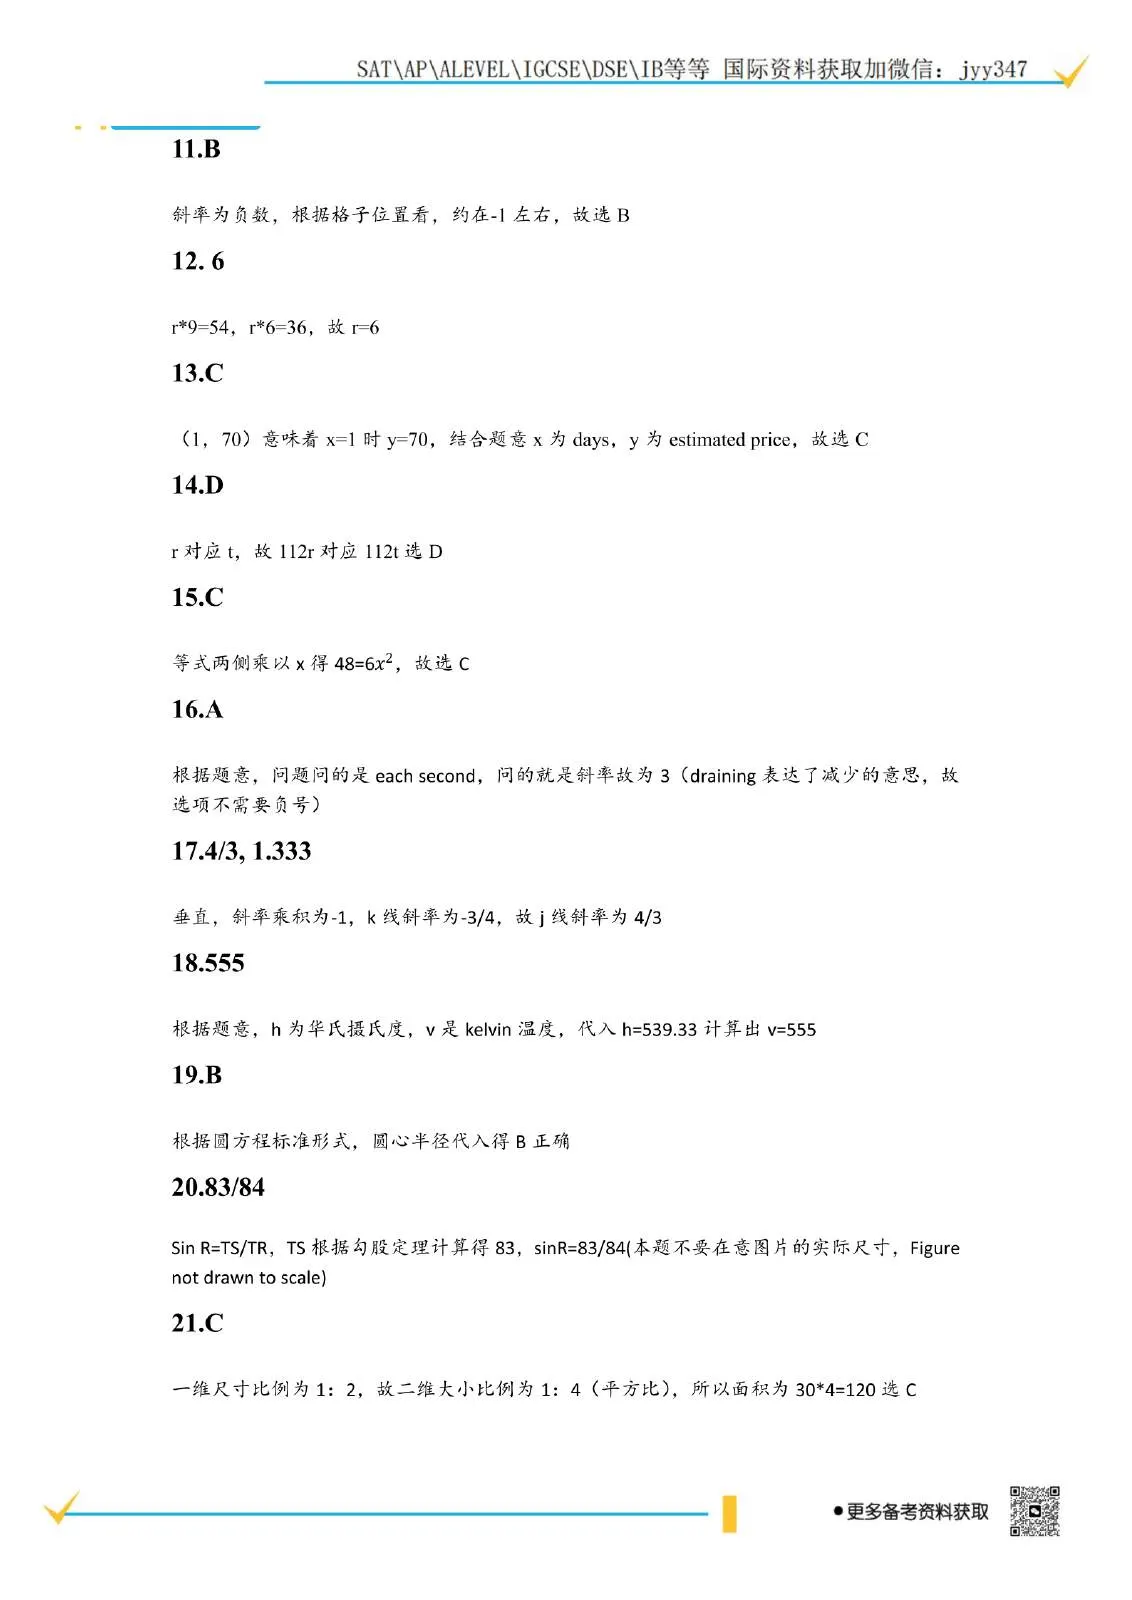 SAT\AP\ALEVEL\IGCSE\DSE\IB等等 国际资料获取加微信：jyy347
11.B
斜率为负数，根据格子位置看，约在-1 左右，故选 B
12. 6
r*9=54，r*6=36，故 r=6
13.C
（1，70）意味着 x=1 时 y=70，结合题意 x 为 days，y 为 estimated price，故选 C
14.D
r 对应 t，故 112r 对应 112t 选 D
15.C
等式两侧乘以 x 得 48=6x²，故选 C
16.A
根据题意，问题问的是 each second，问的就是斜率故为 3（draining 表达了减少的意思，故
选项不需要负号）
17.4/3, 1.333
垂直，斜率乘积为-1，k 线斜率为-3/4，故 j 线斜率为 4/3
18.555
根据题意，h 为华氏摄氏度，v 是 kelvin 温度，代入 h=539.33 计算出 v=555
19.B
根据圆方程标准形式，圆心半径代入得 B 正确
20.83/84
Sin R=TS/TR，TS 根据勾股定理计算得 83，sinR=83/84(本题不要在意图片的实际尺寸，Figure
not drawn to scale)
21.C
一维尺寸比例为 1：2，故二维大小比例为 1：4（平方比），所以面积为 30*4=120 选 C
●更多备考资料获取